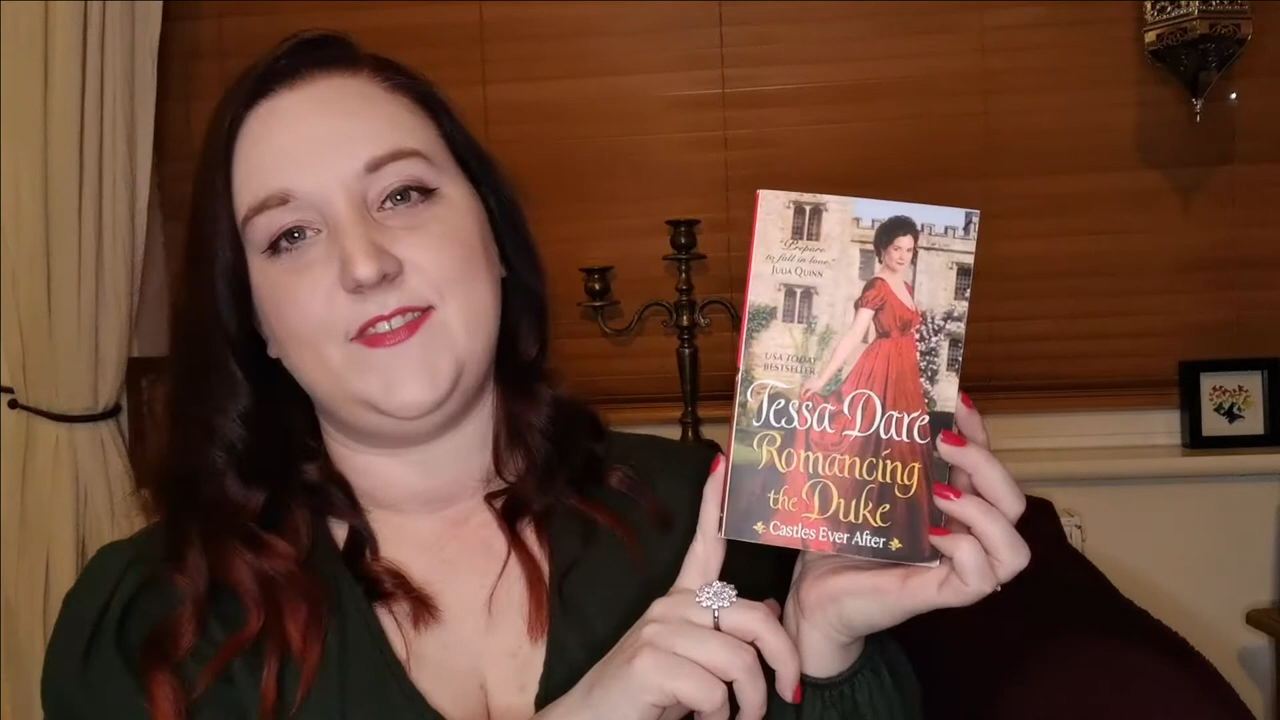 "Prepare
to fall in love."
JULIA QUINN
USA TODAY
BESTSELLER
Tessa Dare
Romancing
the Duke
Castles Ever After